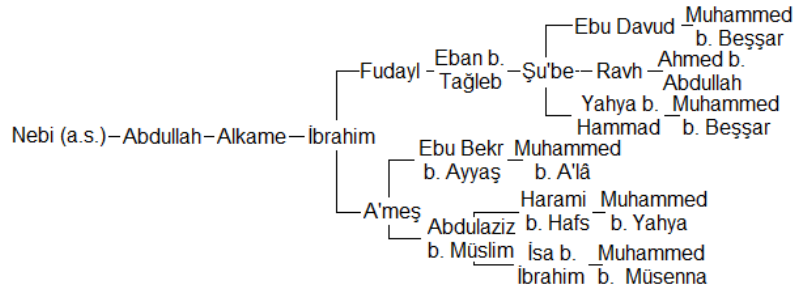 Muhammed
Ebu Davud
b. Beşşar
Eban b.
Ahmed b.
Fudayl
Şu'be
Ravh
Tağleb
Abdullah
Yahya b.
Muhammed
Hammad
b. Beşşar
Nebi (a.s.) Abdullah Alkame İbrahim
Ebu Bekr
Muhammed
b. Ayyaş
b. A'lâ
Harami
Muhammed
A'meş
b. Hafs
b. Yahya
Abdulaziz
b. Müslim
İsa b.
Muhammed
İbrahim
b. Müsenna